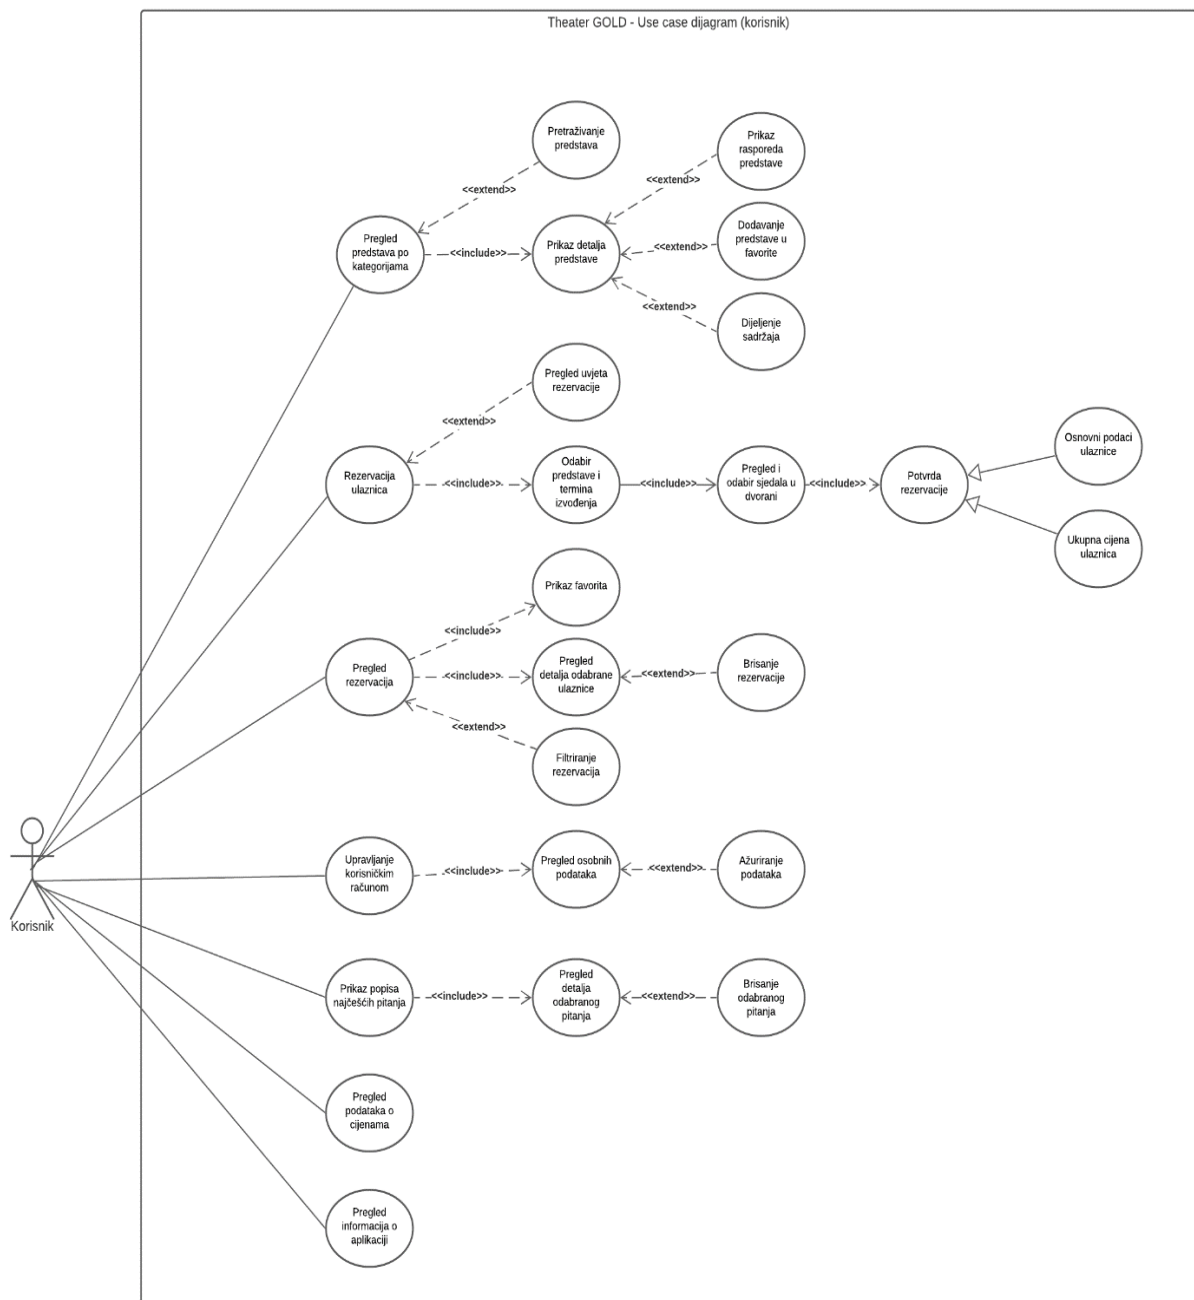 Theater GOLD - Use case dijagram (korisnik)
Pretraživanje
predstava
Prikaz
rasporeda
predstave
<<extend>>
<<extend>>
Pregled
predstava po
kategorijama
<<include>>
Prikaz detalja
predstave
<<extend>>
Dodavanje
predstave u
favorite
<<extend>>
Dijeljenje
sadržaja
Pregled uvjeta
rezervacije
<<extend>>
Rezervacija
ulaznica
<<include>>
Odabir
predstave i
termina
izvođenja
<<include>>
Pregled i
odabir sjedala u
dvorani
<<include>>
Potvrda
rezervacije
Osnovni podaci
ulaznice
Ukupna cijena
ulaznica
Prikaz favorita
<<include>>
Pregled
rezervacija
<<include>>
Pregled
detalja odabrane
ulaznice
<<extend>>
Brisanje
rezervacije
<<extend>>
Filtriranje
rezervacija
Korisnik
Upravljanje
korisničkim
računom
<<include>>
Pregled osobnih
podataka
<<extend>>
Ažuriranje
podataka
Prikaz popisa
najčešćih pitanja
<<include>>
Pregled
detalja
odabranog
pitanja
<<extend>>
Brisanje
odabranog
pitanja
Pregled
podataka o
cijenama
Pregled
informacija o
aplikaciji